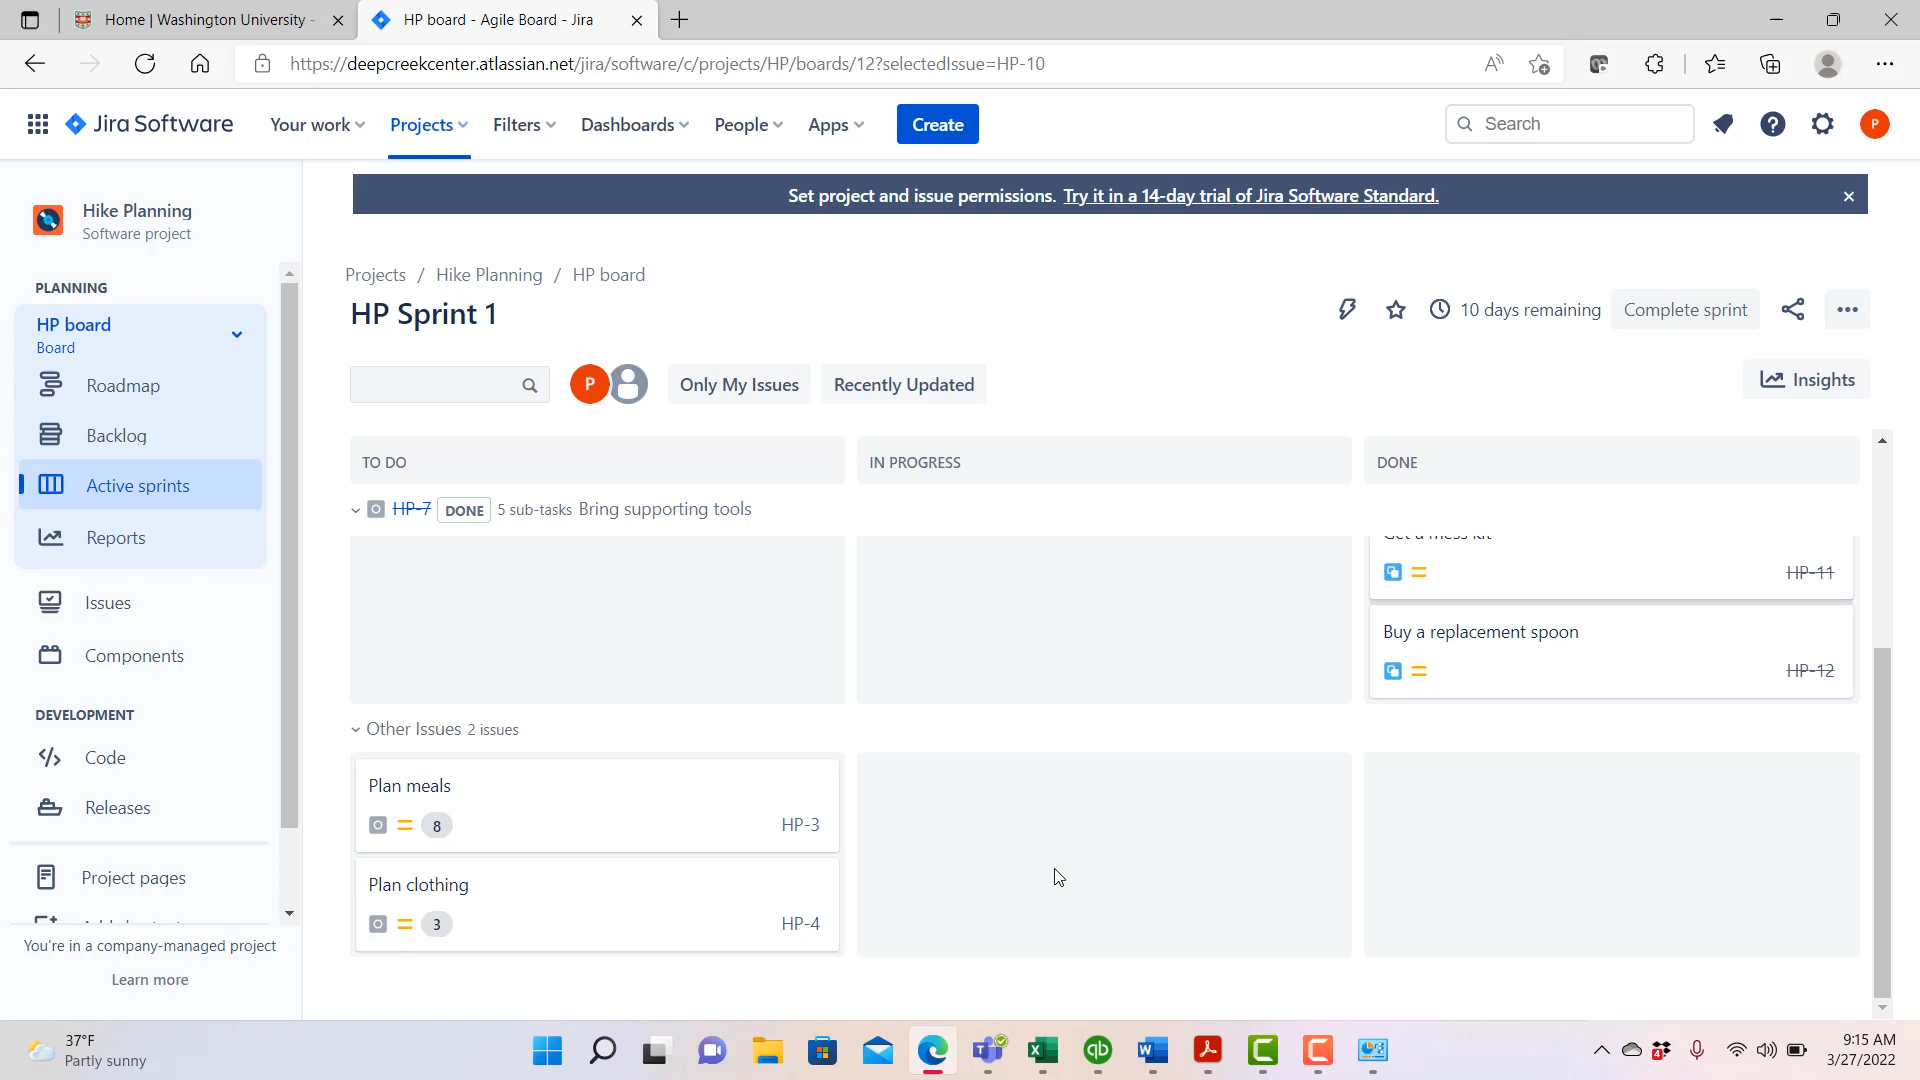 Home | Washington University -
HP board - Agile Board - Jira
https://deepcreekcenter.atlassian.net/jira/software/c/projects/HP/boards/12?selectedIssue=HP-10
Jira Software
Your work
Projects
Filters
Dashboards
People
Apps
Create
Search
P
Hike Planning
Software project
Set project and issue permissions. Try it in a 14-day trial of Jira Software Standard.
Projects / Hike Planning / HP board
HP Sprint 1
10 days remaining
Complete sprint
PLANNING
HP board
Board
Roadmap
Backlog
Active sprints
Reports
Issues
Components
DEVELOPMENT
Code
Releases
Project pages
You're in a company-managed project
Learn more
P
Only My Issues
Recently Updated
Insights
TO DO
IN PROGRESS
DONE
HP-7 DONE 5 sub-tasks Bring supporting tools
Get a mess kit
HP-11
Buy a replacement spoon
HP-12
Other Issues 2 issues
Plan meals
8
HP-3
Plan clothing
3
HP-4
37°F
Partly sunny
4
9:15 AM
3/27/2022